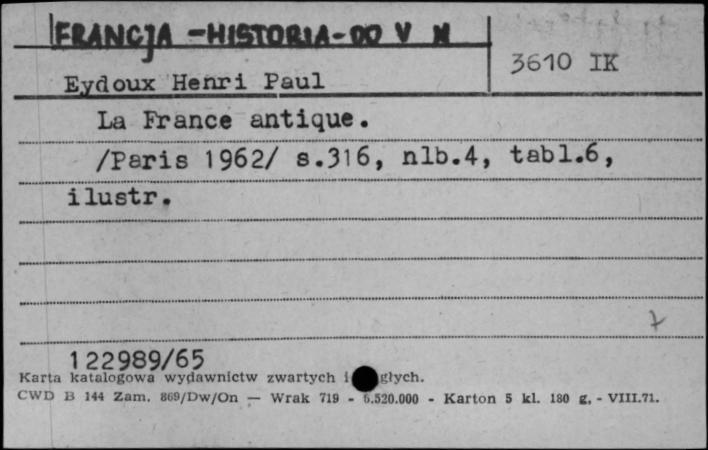 FRANCJA -HISTORIA-DO V W
3610 IK
Eydoux Henri Paul
La France antique.
/Paris 1962/ s.316, nlb.4, tabl.6,
ilustr.
122989/65
Karta katalogowa wydawnictw zwartych i głych.
CWD B 144 Zam. 869/Dw/On — Wrak 719 - 6.520.000 - Karton 5 kl. 180 g, - VIII.71.